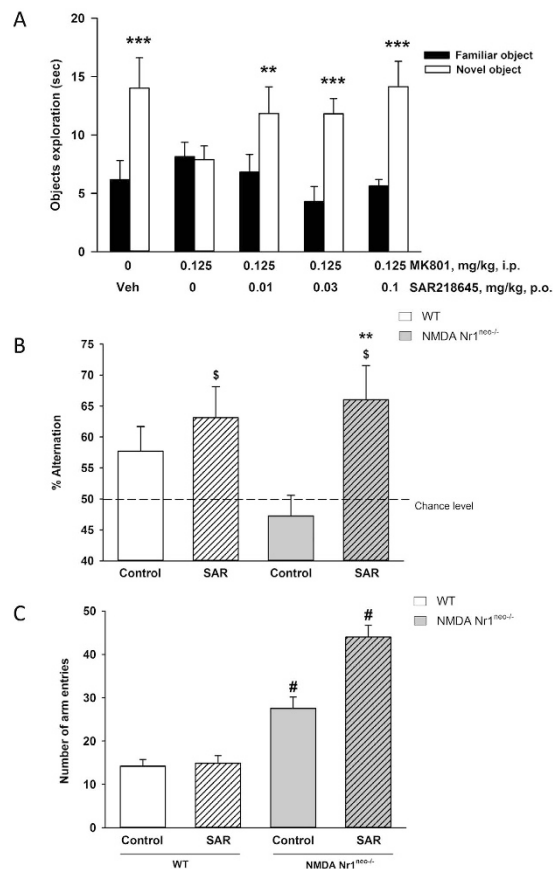 A
Objects exploration (sec)
20
15
10
5
0
***
**
***
***
Familiar object
Novel object
0 0.125 0.125 0.125 0.125 MK801, mg/kg, i.p.
Veh 0 0.01 0.03 0.1 SAR218645, mg/kg, p.o.
B
WT
NMDA Nr1neo-/-
% Alternation
75
70
65
60
55
50
45
40
$
**
$
Chance level
Control SAR Control SAR
C
WT
NMDA Nr1neo-/-
Number of arm entries
50
40
30
20
10
0
#
#
Control SAR Control SAR
WT NMDA Nr1neo-/-